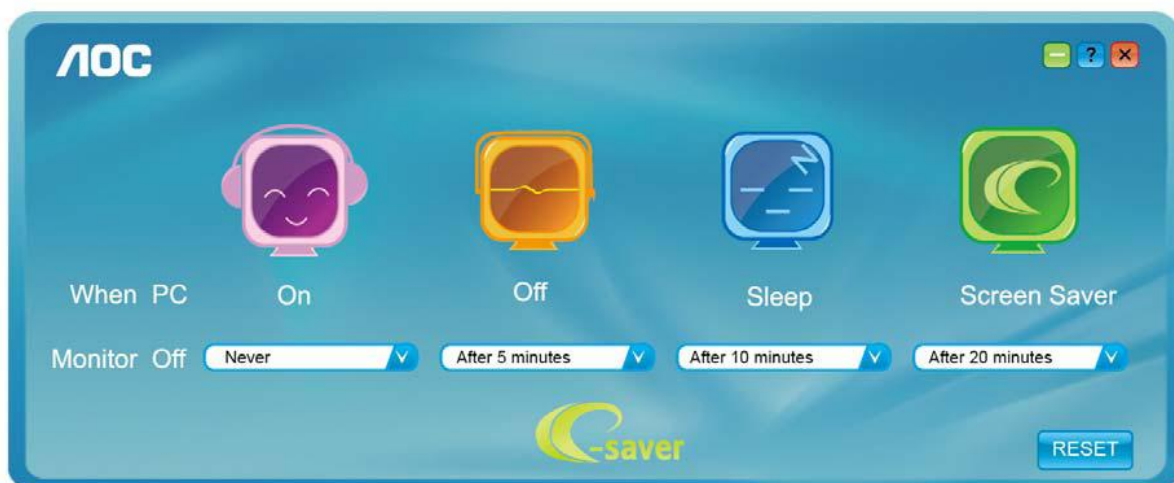 AOC
?
When PC On Off Sleep Screen Saver
Monitor Off Never After 5 minutes After 10 minutes After 20 minutes
e-saver
RESET